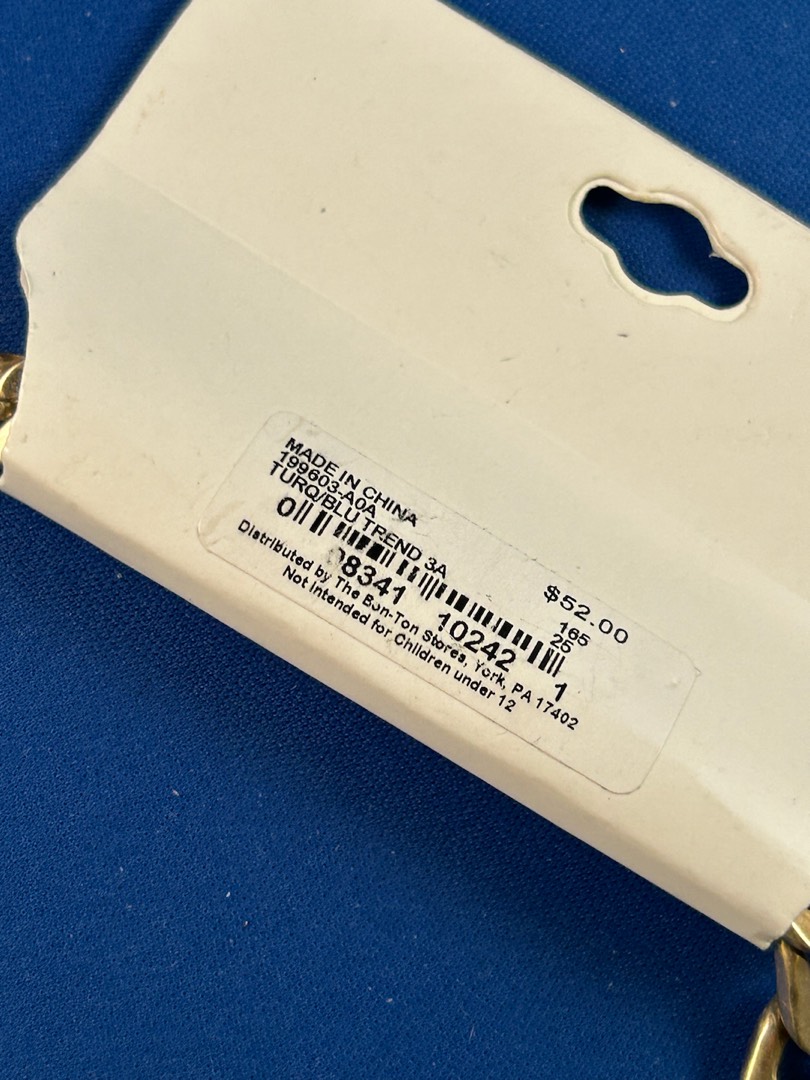 MADE IN CHINA
199603-A0A
TURQ/BLU TREND 3A
$52.00
165
25
0 8341 10242 1
Distributed by The Bon-Ton Stores, York, PA 17402
Not Intended for Children under 12